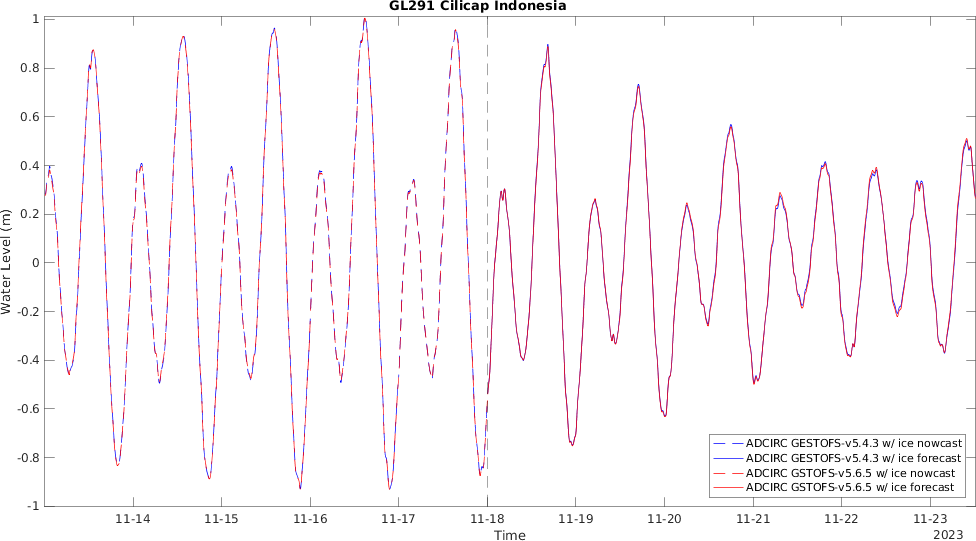 GL291 Cilicap Indonesia
1
0.8
0.6
0.4
0.2
0
-0.2
-0.4
-0.6
-0.8
-1
Water Level (m)
ADCIRC GESTOFS-v5.4.3 w/ ice nowcast
ADCIRC GESTOFS-v5.4.3 w/ ice forecast
ADCIRC GSTOFS-v5.6.5 w/ ice nowcast
ADCIRC GSTOFS-v5.6.5 w/ ice forecast
11-14 11-15 11-16 11-17 11-18 11-19 11-20 11-21 11-22 11-23
Time
2023